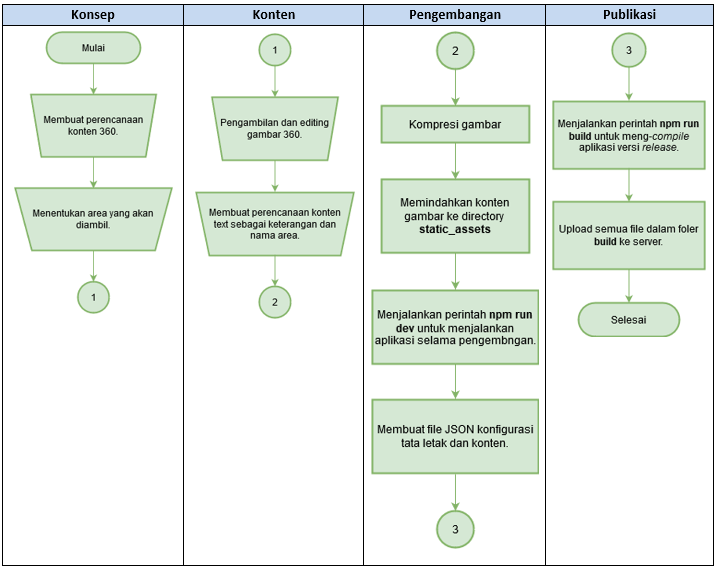 Konsep
Mulai
Membuat perencanaan
konten 360.
Menentukan area yang akan
diambil.
1
Konten
1
Pengambilan dan editing
gambar 360.
Membuat perencanaan konten
text sebagai keterangan dan
nama area.
2
Pengembangan
2
Kompresi gambar
Memindahkan konten
gambar ke directory
static_assets
Menjalankan perintah npm run
dev untuk menjalankan
aplikasi selama pengembngan.
Membuat file JSON konfigurasi
tata letak dan konten.
3
Publikasi
3
Menjalankan perintah npm run
build untuk meng-compile
aplikasi versi release.
Upload semua file dalam foler
build ke server.
Selesai